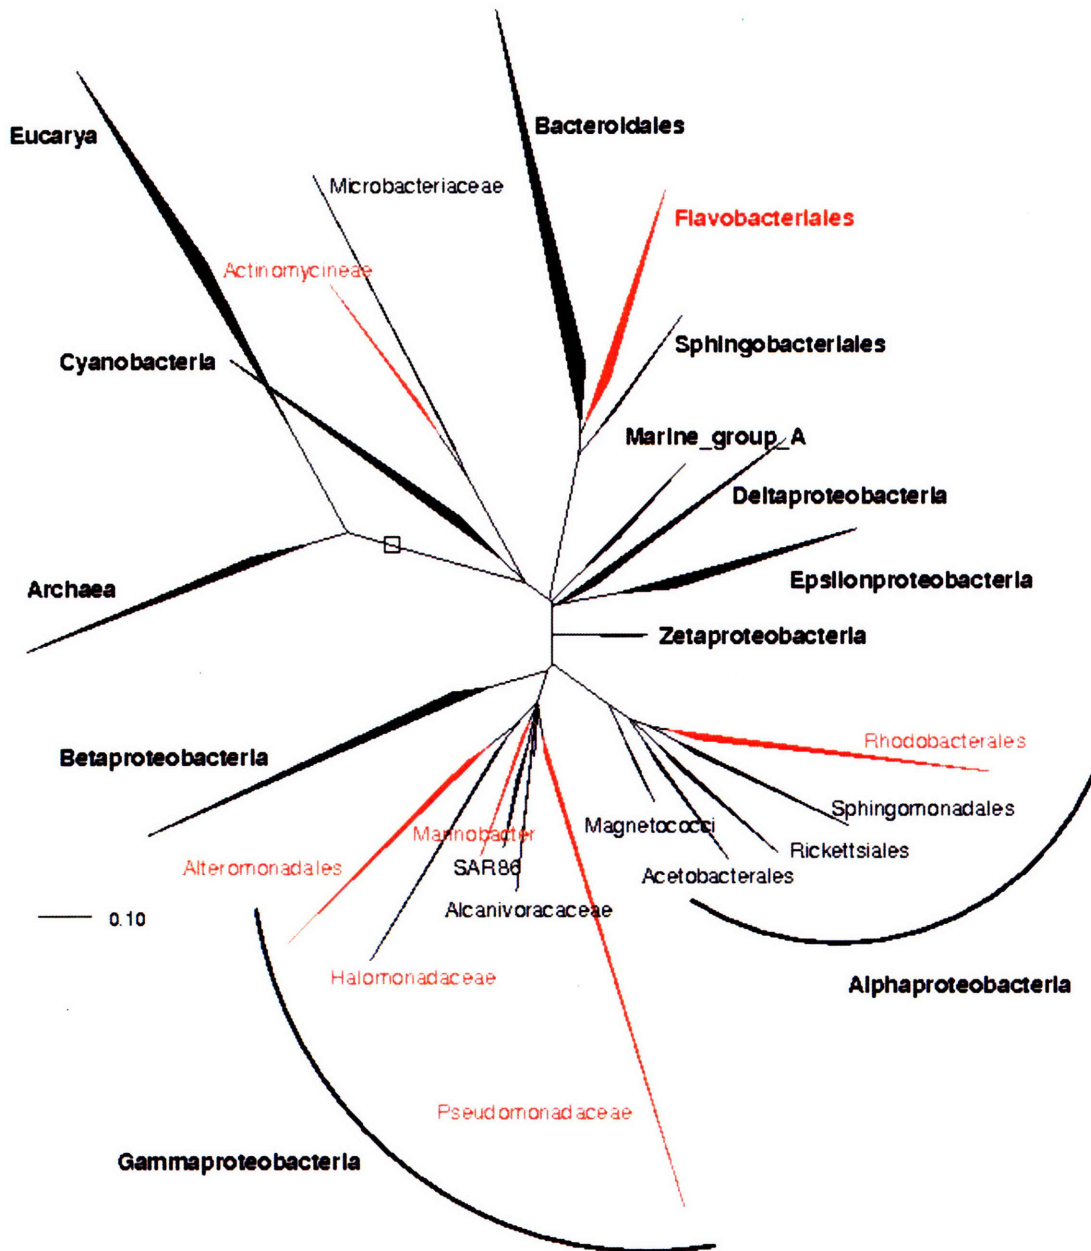 Bacteroidales
Eucarya
Microbacteriaceae
Flavobacteriales
Actinomycineae
Sphingobacteriales
Cyanobacteria
Marine_group_A
Deltaproteobacteria
Epsilonproteobacteria
Archaea
Zetaproteobacteria
Rhodobacterales
Betaproteobacteria
Sphingomonadales
Magnetococci
Marinobacter
Rickettsiales
Alteromonadales
SAR86
Acetobacterales
Alcanivoracaceae
0.10
Halomonadaceae
Alphaproteobacteria
Pseudomonadaceae
Gammaproteobacteria